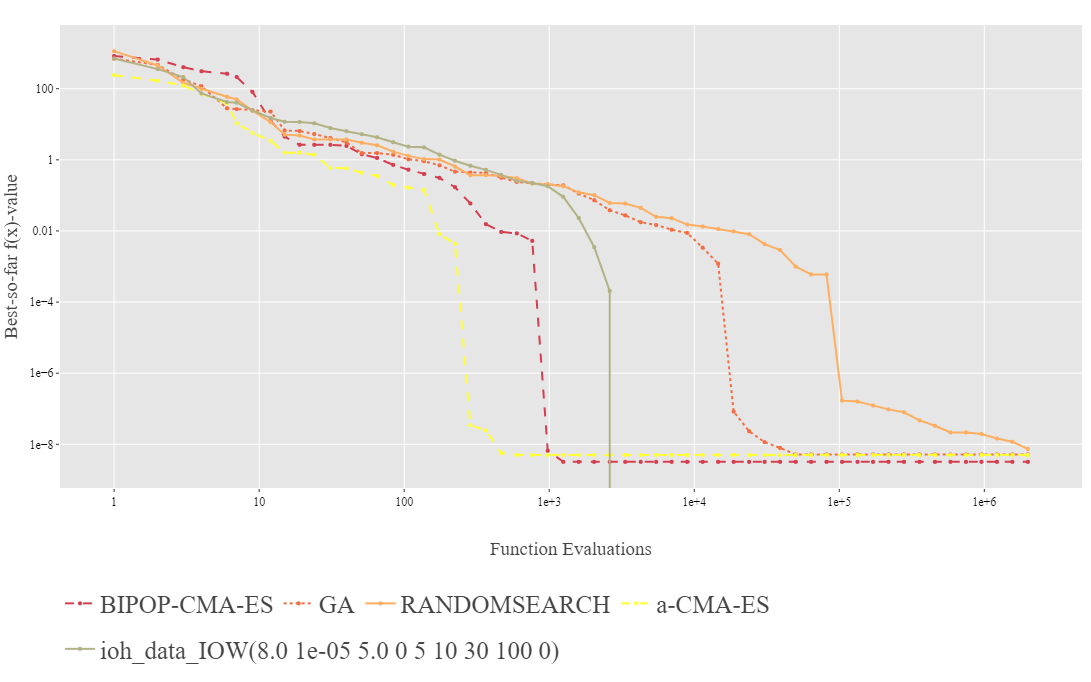 Best-so-far f(x)-value
100
1
0.01
1e−4
1e−6
1e−8
1 10 100 1e+3 1e+4 1e+5 1e+6
Function Evaluations
BIPOP-CMA-ES GA RANDOMSEARCH a-CMA-ES
ioh_data_IOW(8.0 1e-05 5.0 0 5 10 30 100 0)